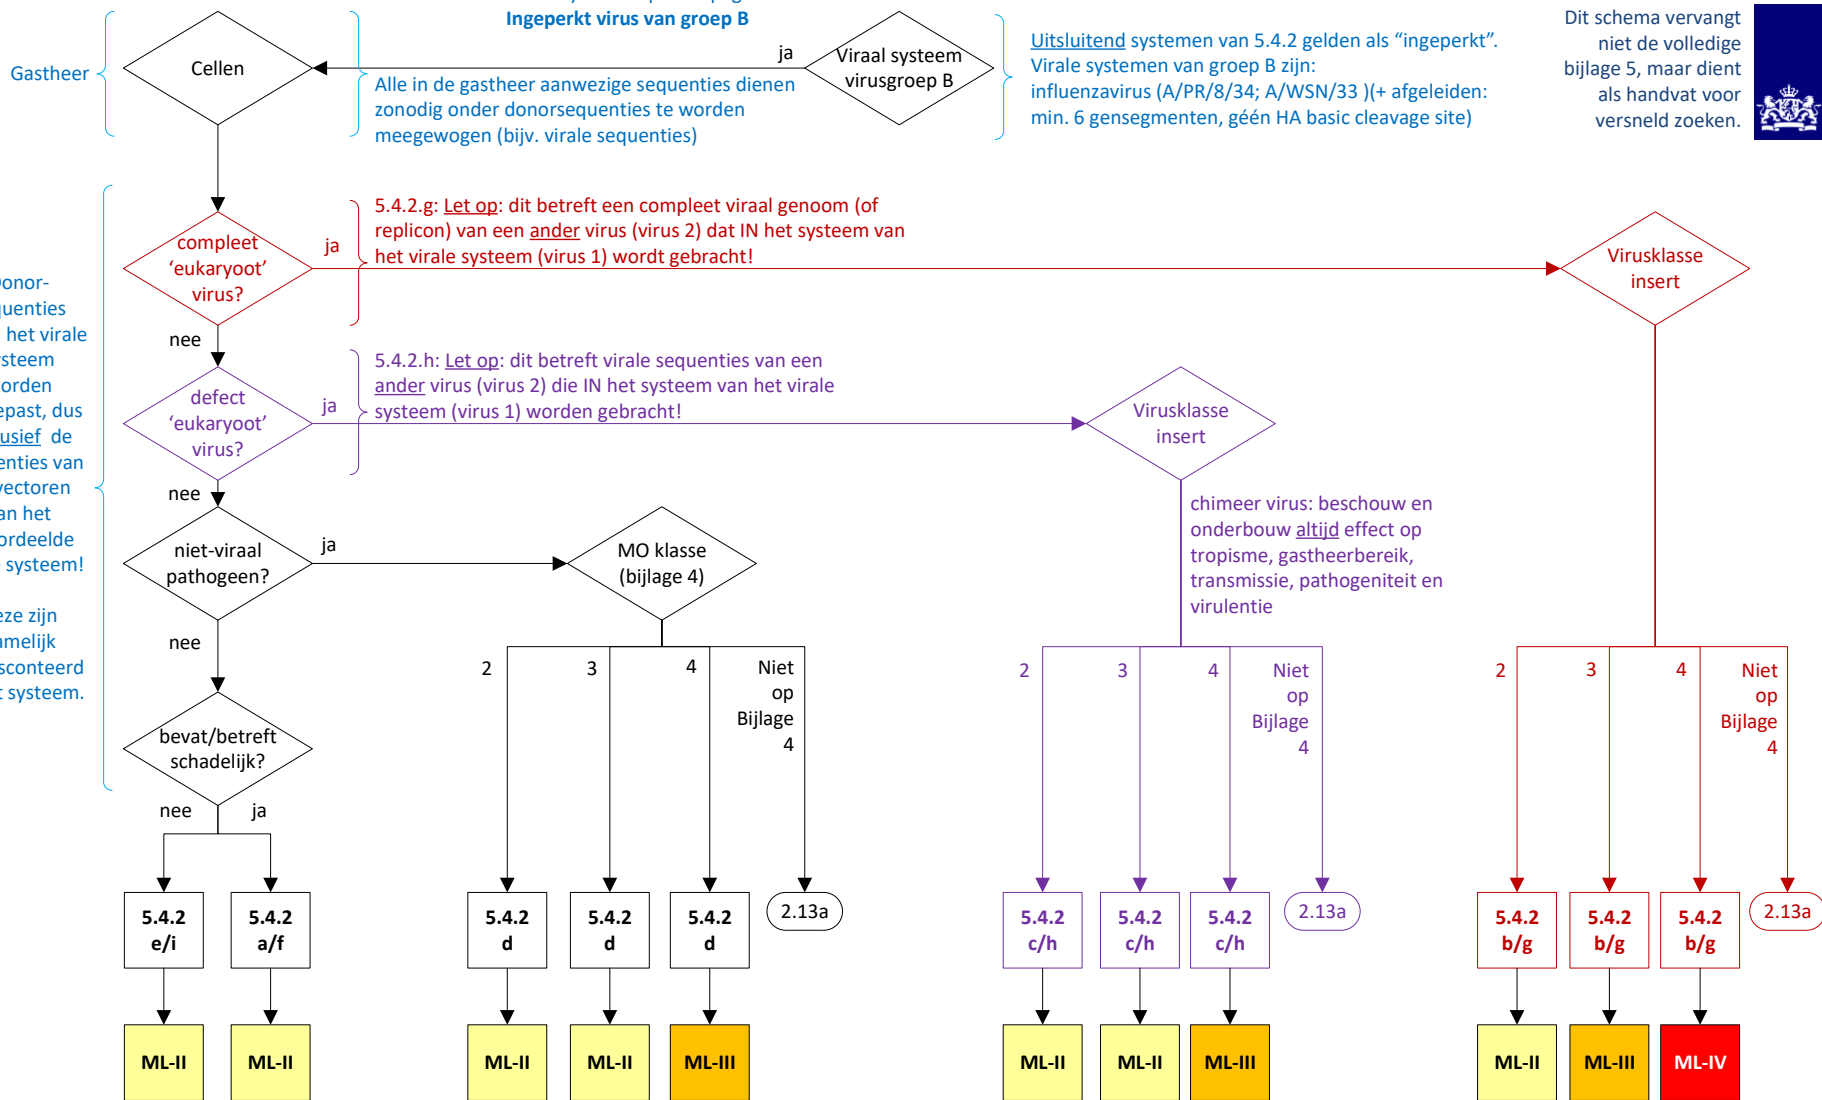 Ingeperkt virus van groep B
Gastheer
Cellen
ja
Viraal systeem
virusgroep B
Alle in de gastheer aanwezige sequenties dienen
zonodig onder donorsequenties te worden
meegewogen (bijv. virale sequenties)
Uitsluitend systemen van 5.4.2 gelden als “ingeperkt”.
Virale systemen van groep B zijn:
influenzavirus (A/PR/8/34; A/WSN/33 )(+ afgeleiden:
min. 6 gensegmenten, géén HA basic cleavage site)
Dit schema vervangt
niet de volledige
bijlage 5, maar dient
als handvat voor
versneld zoeken.
compleet
‘eukaryoot’
virus?
ja
5.4.2.g: Let op: dit betreft een compleet viraal genoom (of
replicon) van een ander virus (virus 2) dat IN het systeem van
het virale systeem (virus 1) wordt gebracht!
Virusklasse
insert
nee
het virale
dus
de
van
vectoren
het
systeem!
zijn
systeem.
defect
‘eukaryoot’
virus?
ja
5.4.2.h: Let op: dit betreft virale sequenties van een
ander virus (virus 2) die IN het systeem van het virale
systeem (virus 1) worden gebracht!
Virusklasse
insert
nee
chimeer virus: beschouw en
onderbouw altijd effect op
tropisme, gastheerbereik,
transmissie, pathogeniteit en
virulentie
niet-viraal
pathogeen?
ja
MO klasse
(bijlage 4)
nee
2
3
4
Niet
op
Bijlage
4
2
3
4
Niet
op
Bijlage
4
2
3
4
Niet
op
Bijlage
4
bevat/betreft
schadelijk?
nee
ja
5.4.2
e/i
5.4.2
a/f
5.4.2
d
5.4.2
d
5.4.2
d
2.13a
5.4.2
c/h
5.4.2
c/h
5.4.2
c/h
2.13a
5.4.2
b/g
5.4.2
b/g
5.4.2
b/g
2.13a
ML-II
ML-II
ML-II
ML-II
ML-III
ML-II
ML-II
ML-III
ML-II
ML-III
ML-IV